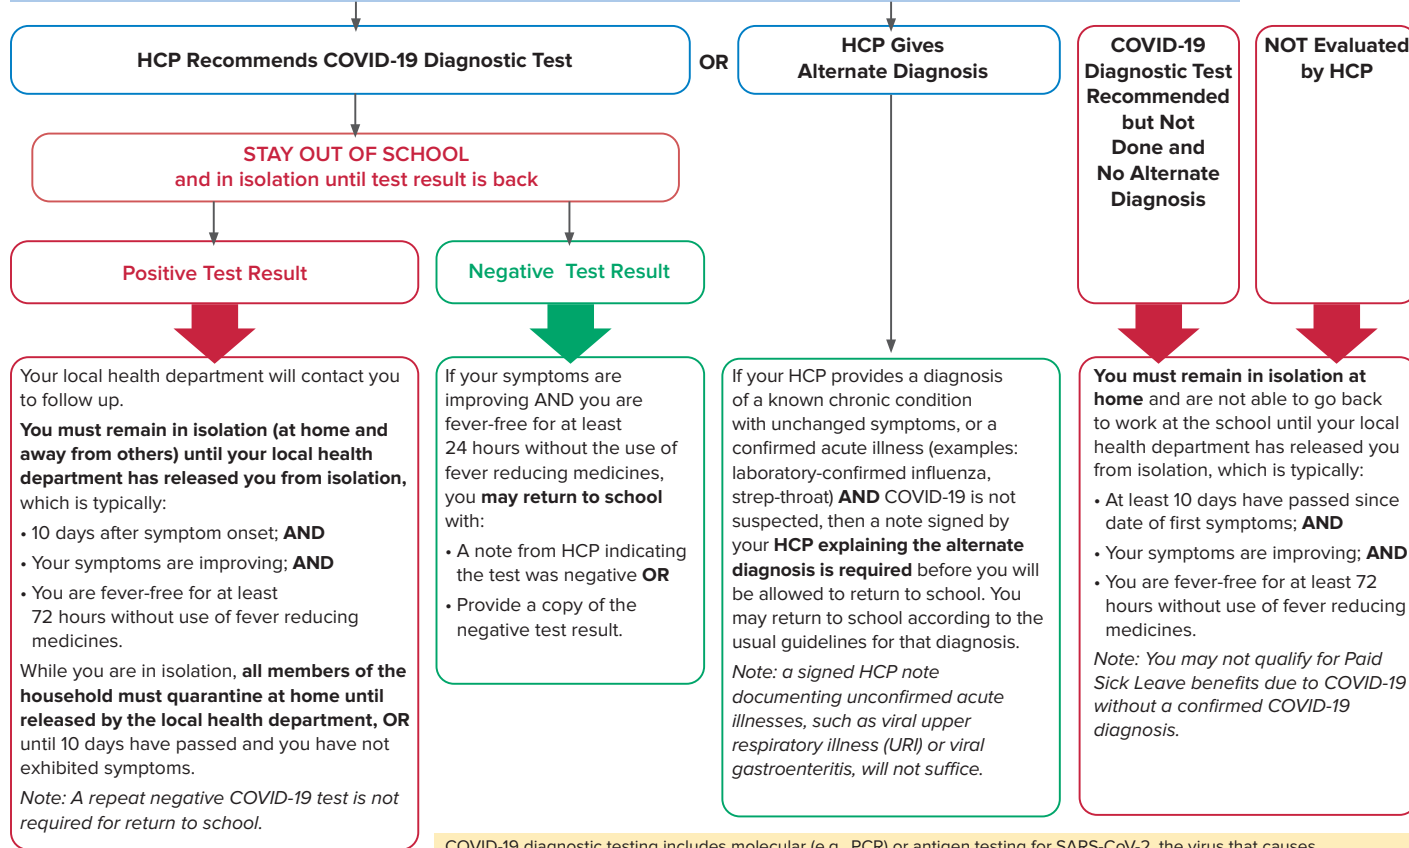 HCP Recommends COVID-19 Diagnostic Test
OR
HCP Gives
Alternate Diagnosis
COVID-19
Diagnostic Test
Recommended
but Not
Done and
No Alternate
Diagnosis
NOT Evaluated
by HCP
STAY OUT OF SCHOOL
and in isolation until test result is back
Positive Test Result
Negative Test Result
Your local health department will contact you
to follow up.
You must remain in isolation (at home and
away from others) until your local health
department has released you from isolation,
which is typically:
• 10 days after symptom onset; AND
• Your symptoms are improving; AND
• You are fever-free for at least
72 hours without use of fever reducing
medicines.
While you are in isolation, all members of the
household must quarantine at home until
released by the local health department, OR
until 10 days have passed and you have not
exhibited symptoms.
Note: A repeat negative COVID-19 test is not
required for return to school.
If your symptoms are
improving AND you are
fever-free for at least
24 hours without the use of
fever reducing medicines,
you may return to school
with:
• A note from HCP indicating
the test was negative OR
• Provide a copy of the
negative test result.
If your HCP provides a diagnosis
of a known chronic condition
with unchanged symptoms, or a
confirmed acute illness (examples:
laboratory-confirmed influenza,
strep-throat) AND COVID-19 is not
suspected, then a note signed by
your HCP explaining the alternate
diagnosis is required before you will
be allowed to return to school. You
may return to school according to the
usual guidelines for that diagnosis.
Note: a signed HCP note
documenting unconfirmed acute
illnesses, such as viral upper
respiratory illness (URI) or viral
gastroenteritis, will not suffice.
You must remain in isolation at
home and are not able to go back
to work at the school until your local
health department has released you
from isolation, which is typically:
• At least 10 days have passed since
date of first symptoms; AND
• Your symptoms are improving; AND
• You are fever-free for at least 72
hours without use of fever reducing
medicines.
Note: You may not qualify for Paid
Sick Leave benefits due to COVID-19
without a confirmed COVID-19
diagnosis.
COVID-19 diagnostic testing includes molecular (e.g., PCR) or antigen testing for SARS-CoV-2, the virus that causes